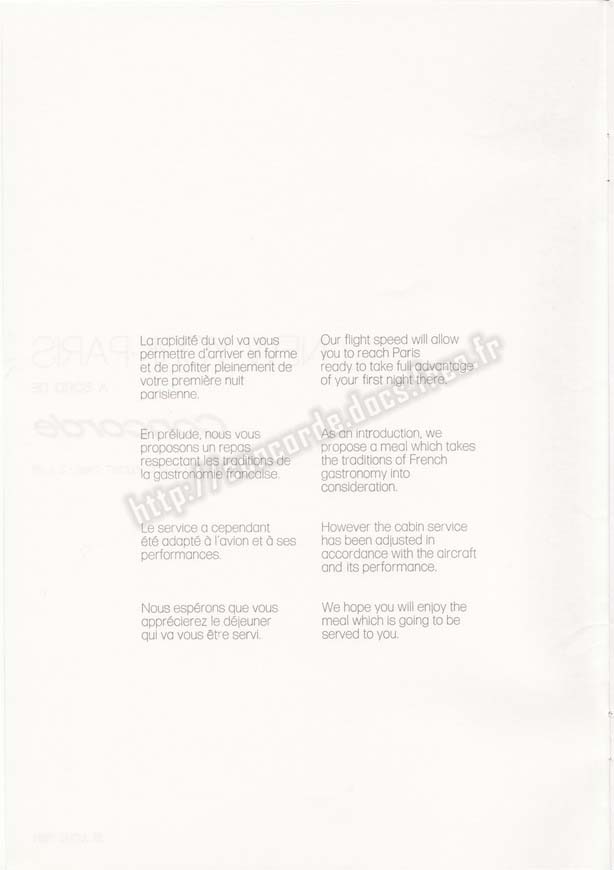 La rapidité du vol va vous
permettre d'arriver en forme
et de profiter pleinement de
votre première nuit
parisienne.
En prélude, nous vous
proposons un repas
respectant les traditions de
la gastronomie française.
Le service a cependant
été adapté à l'avion et à ses
performances.
Nous espérons que vous
apprécierez le déjeuner
qui va vous être servi.
Our flight speed will allow
you to reach Paris
ready to take full advantage
of your first night there.
As an introduction, we
propose a meal which takes
the traditions of French
gastronomy into
consideration.
However the cabin service
has been adjusted in
accordance with the aircraft
and its performance.
We hope you will enjoy the
meal which is going to be
served to you.
http://concorde.docs.free.fr
PARIS
A BORD DE
Concorde